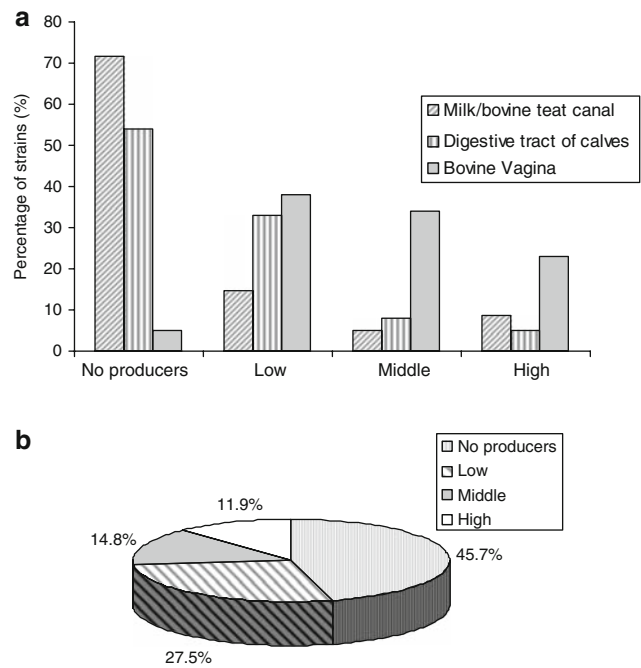 a
80
70
60
50
40
30
20
10
0
Percentage of strains (%)
Milk/bovine teat canal
Digestive tract of calves
Bovine Vagina
No producers
Low
Middle
High
b
No producers
Low
Middle
High
11.9%
14.8%
45.7%
27.5%